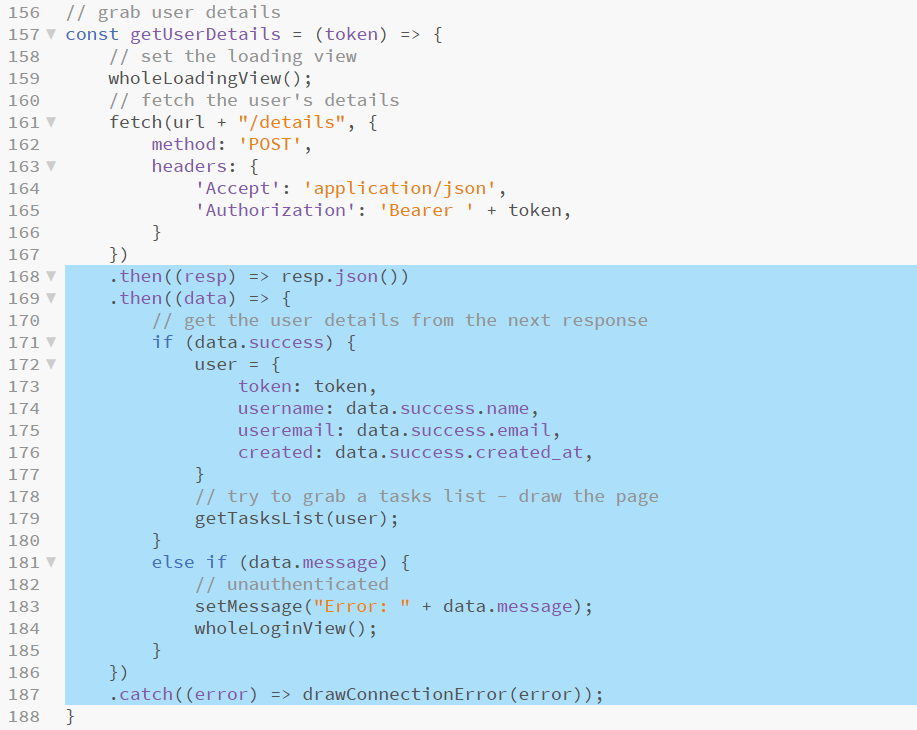 156 // grab user details
157 const getUserDetails = (token) => {
158     // set the loading view
159     wholeLoadingView();
160     // fetch the user's details
161     fetch(url + "/details", {
162         method: 'POST',
163         headers: {
164             'Accept': 'application/json',
165             'Authorization': 'Bearer ' + token,
166         }
167     })
168     .then((resp) => resp.json())
169     .then((data) => {
170         // get the user details from the next response
171         if (data.success) {
172             user = {
173                 token: token,
174                 username: data.success.name,
175                 useremail: data.success.email,
176                 created: data.success.created_at,
177             }
178             // try to grab a tasks list – draw the page
179             getTasksList(user);
180         }
181         else if (data.message) {
182             // unauthenticated
183             setMessage("Error: " + data.message);
184             wholeLoginView();
185         }
186     })
187     .catch((error) => drawConnectionError(error));
188 }